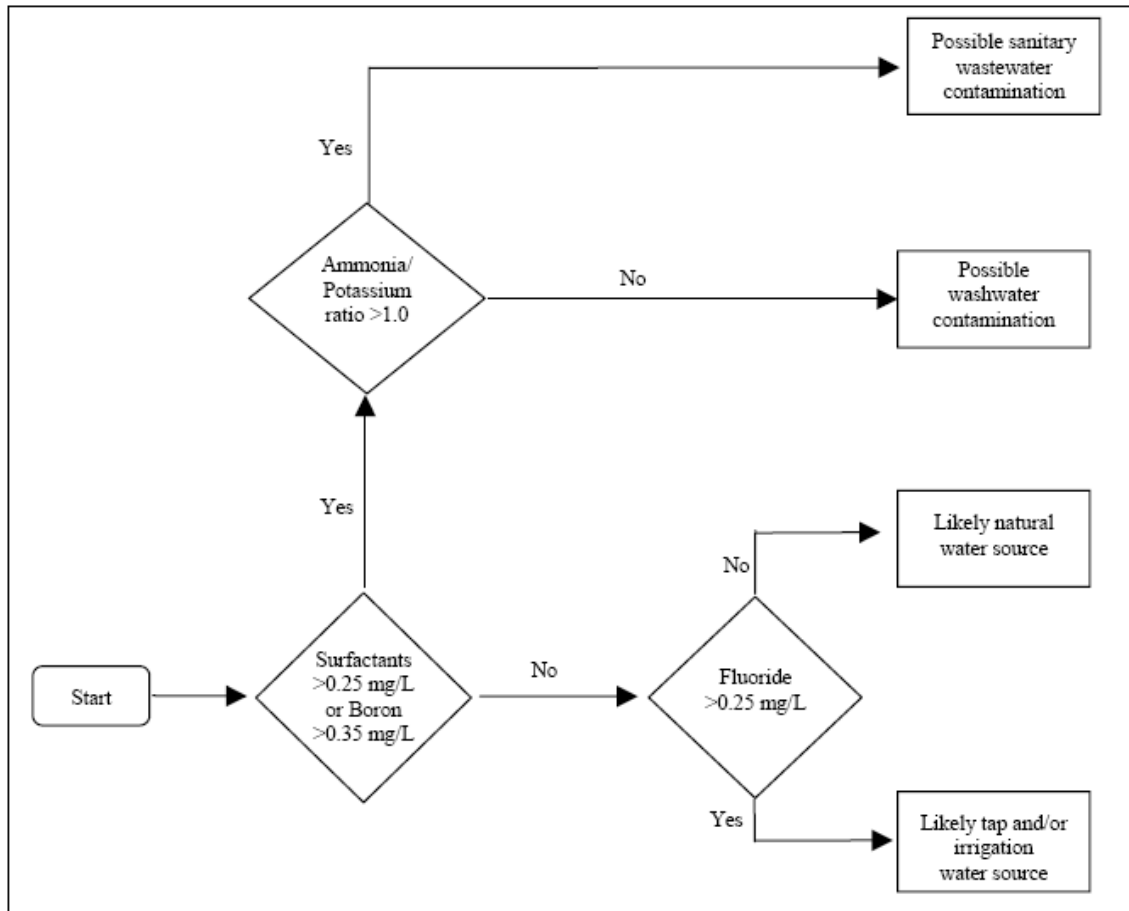 Possible sanitary
wastewater
contamination
Yes
Ammonia/
Potassium
ratio >1.0
No
Possible
washwater
contamination
Yes
Likely natural
water source
No
Start
Surfactants
>0.25 mg/L
or Boron
>0.35 mg/L
No
Fluoride
>0.25 mg/L
Yes
Likely tap and/or
irrigation
water source